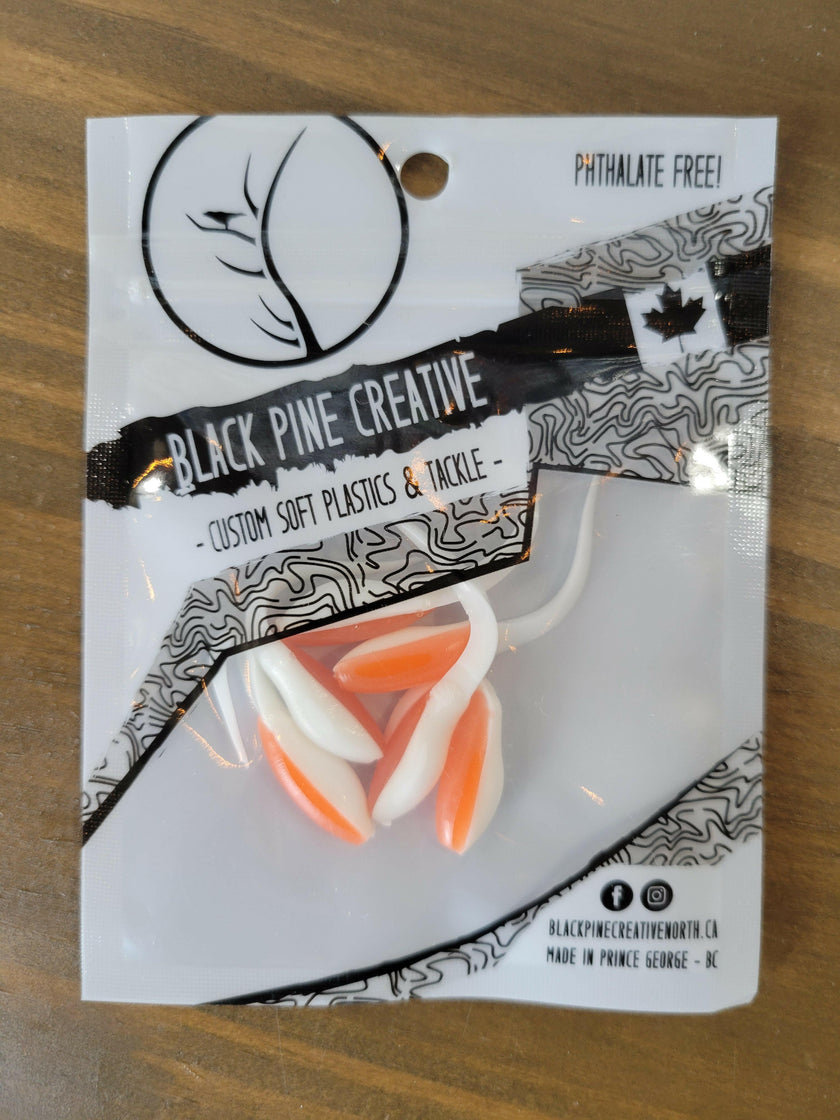 PHTHALATE FREE!
BLACK PINE CREATIVE
- CUSTOM SOFT PLASTICS & TACKLE -
BLACKPINECREATIVENORTH.CA
MADE IN PRINCE GEORGE - BC